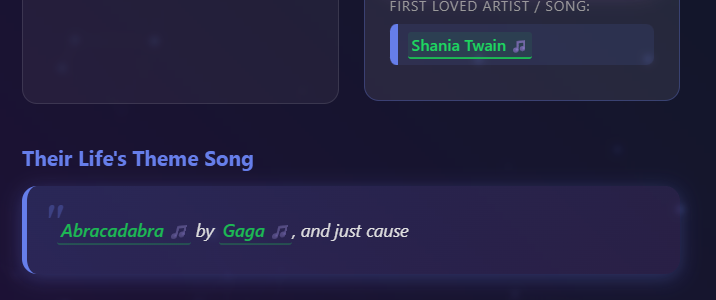 FIRST LOVED ARTIST / SONG:
Shania Twain 🎵
Their Life's Theme Song
" Abracadabra 🎵 by Gaga 🎵, and just cause